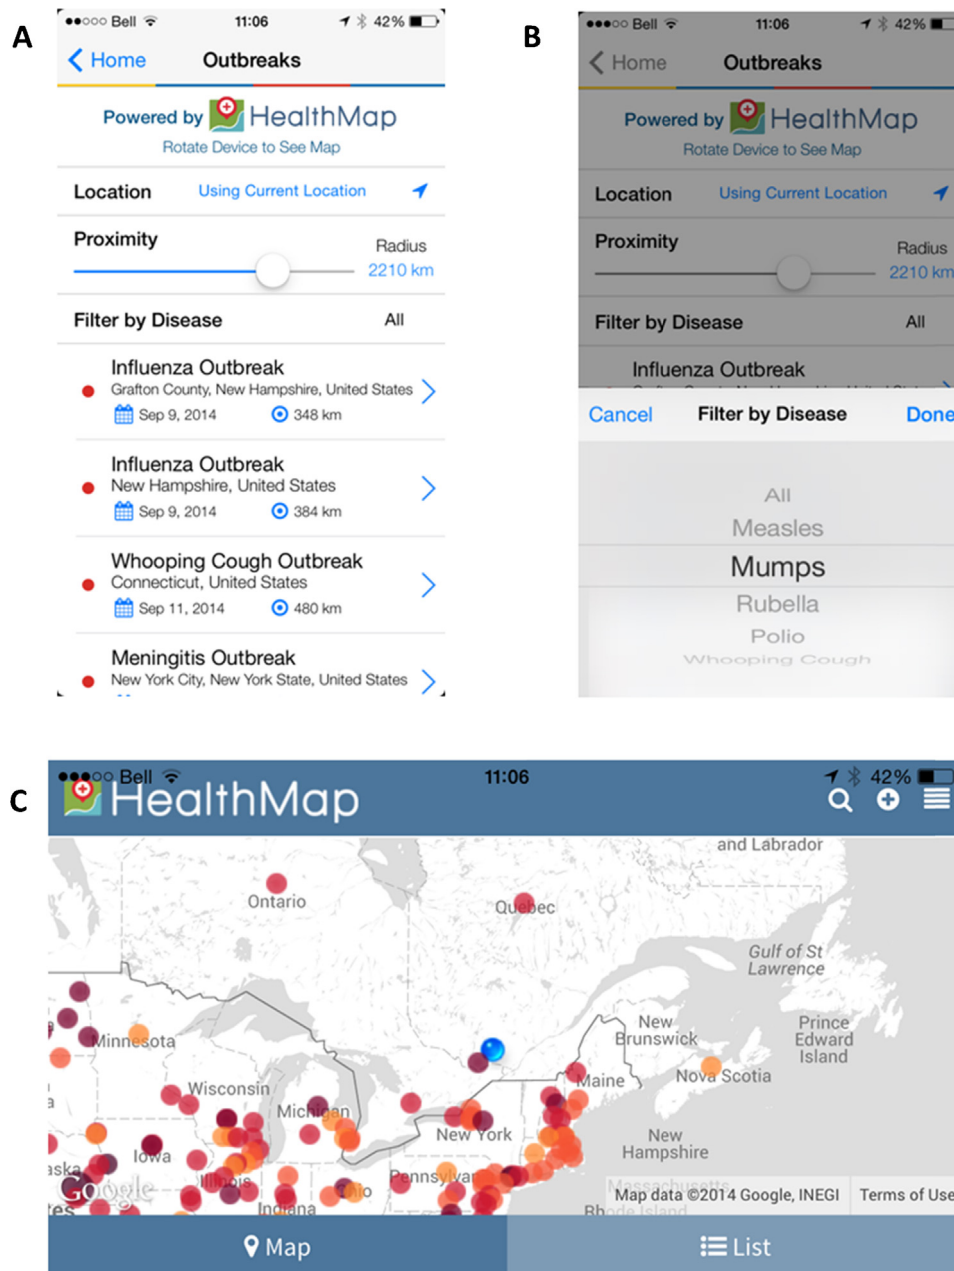 A
Bell 11:06 42%
Home Outbreaks
Powered by HealthMap
Rotate Device to See Map
Location Using Current Location
Proximity
Radius
2210 km
Filter by Disease All
Influenza Outbreak
Grafton County, New Hampshire, United States
Sep 9, 2014 348 km
Influenza Outbreak
New Hampshire, United States
Sep 9, 2014 384 km
Whooping Cough Outbreak
Connecticut, United States
Sep 11, 2014 480 km
Meningitis Outbreak
New York City, New York State, United States
B
Bell 11:06 42%
Home Outbreaks
Powered by HealthMap
Rotate Device to See Map
Location Using Current Location
Proximity
Radius
2210 km
Filter by Disease All
Influenza Outbreak
Cancel Filter by Disease Done
All
Measles
Mumps
Rubella
Polio
Whooping Cough
C
Bell 11:06 42%
HealthMap
and Labrador
Ontario
Quebec
Gulf of St
Lawrence
New
Brunswick
Prince
Edward
Island
Minnesota
Maine
Nova Scotia
Wisconsin
Michigan
New York
New
Hampshire
Iowa
aska
Illinois
Pennsylvan
Ohio
Massachusetts
Google
Map data ©2014 Google, INEGI Terms of Use
tes
Indiana
Rhode Island
Map List